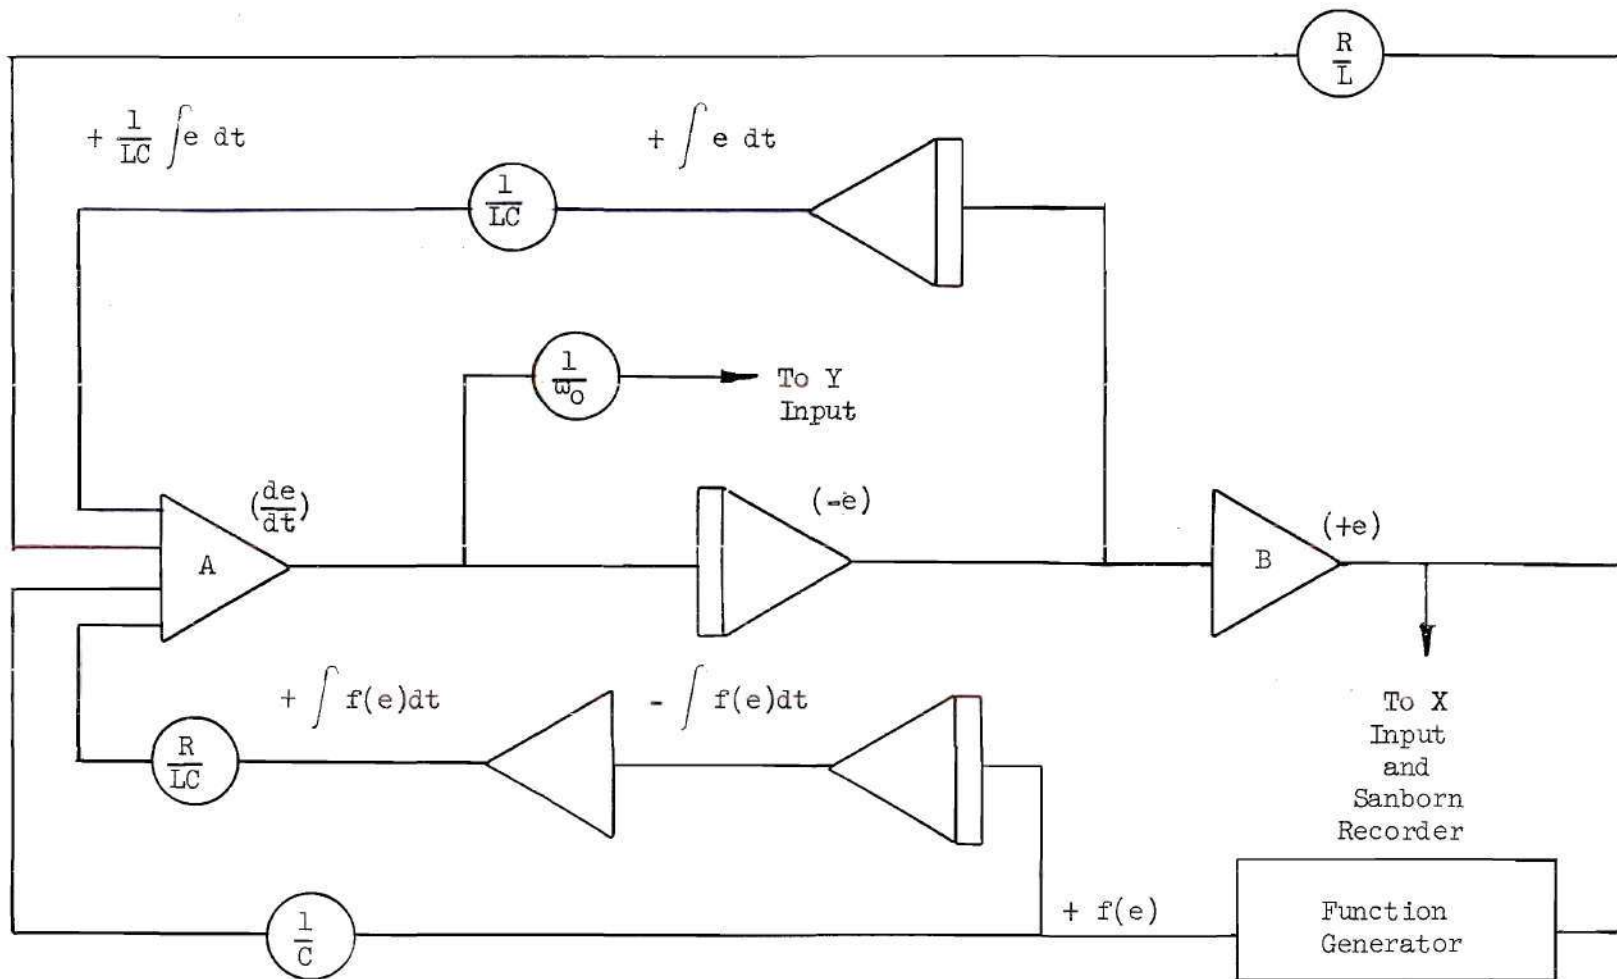 R
L
+ 1/LC ∫e dt
+ ∫ e dt
1
LC
1
ω₀
To Y
Input
(de/dt)
(-e)
(+e)
A
B
+ ∫ f(e)dt
- ∫ f(e)dt
To X
Input
and
Sanborn
Recorder
R
LC
+ f(e)
Function
Generator
1
C